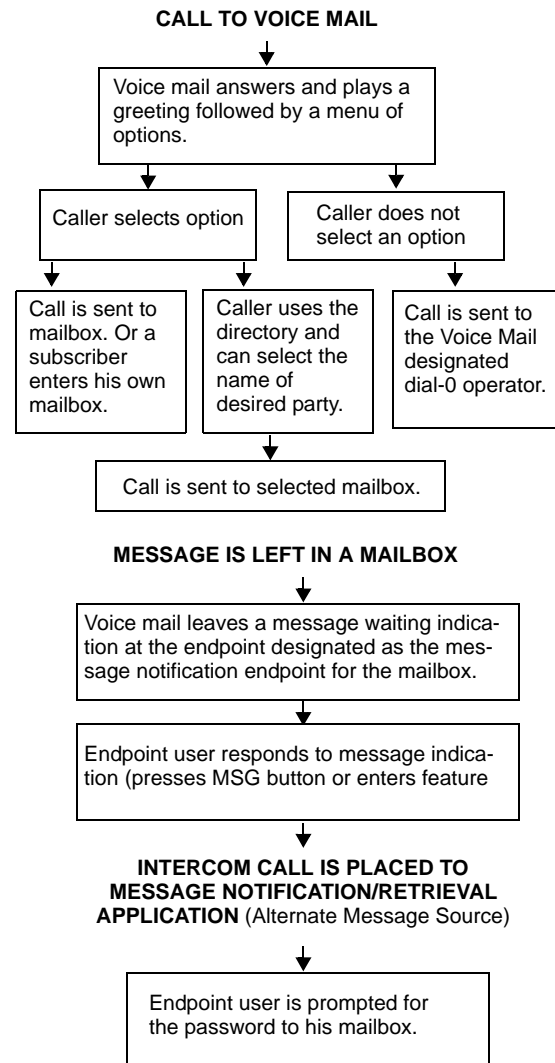 CALL TO VOICE MAIL
Voice mail answers and plays a
greeting followed by a menu of
options.
Caller selects option
Caller does not
select an option
Call is sent to
mailbox. Or a
subscriber
enters his own
mailbox.
Caller uses the
directory and
can select the
name of
desired party.
Call is sent to
the Voice Mail
designated
dial-0 operator.
Call is sent to selected mailbox.
MESSAGE IS LEFT IN A MAILBOX
Voice mail leaves a message waiting indica-
tion at the endpoint designated as the mes-
sage notification endpoint for the mailbox.
Endpoint user responds to message indica-
tion (presses MSG button or enters feature
INTERCOM CALL IS PLACED TO
MESSAGE NOTIFICATION/RETRIEVAL
APPLICATION (Alternate Message Source)
Endpoint user is prompted for
the password to his mailbox.